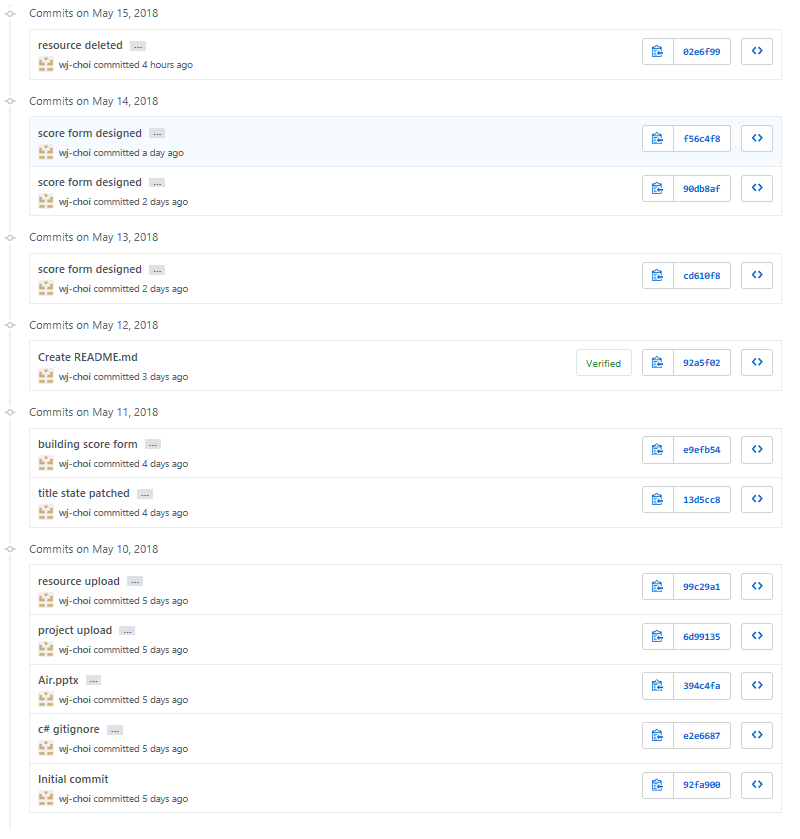 Commits on May 15, 2018
resource deleted ...
02e6f99
wj-choi committed 4 hours ago
Commits on May 14, 2018
score form designed ...
f56c4f8
wj-choi committed a day ago
score form designed ...
90db8af
wj-choi committed 2 days ago
Commits on May 13, 2018
score form designed ...
cd610f8
wj-choi committed 2 days ago
Commits on May 12, 2018
Create README.md
Verified 92a5f02
wj-choi committed 3 days ago
Commits on May 11, 2018
building score form ...
e9efb54
wj-choi committed 4 days ago
title state patched ...
13d5cc8
wj-choi committed 4 days ago
Commits on May 10, 2018
resource upload ...
99c29a1
wj-choi committed 5 days ago
project upload ...
6d99135
wj-choi committed 5 days ago
Air.pptx ...
394c4fa
wj-choi committed 5 days ago
c# gitignore ...
e2e6687
wj-choi committed 5 days ago
Initial commit
92fa900
wj-choi committed 5 days ago